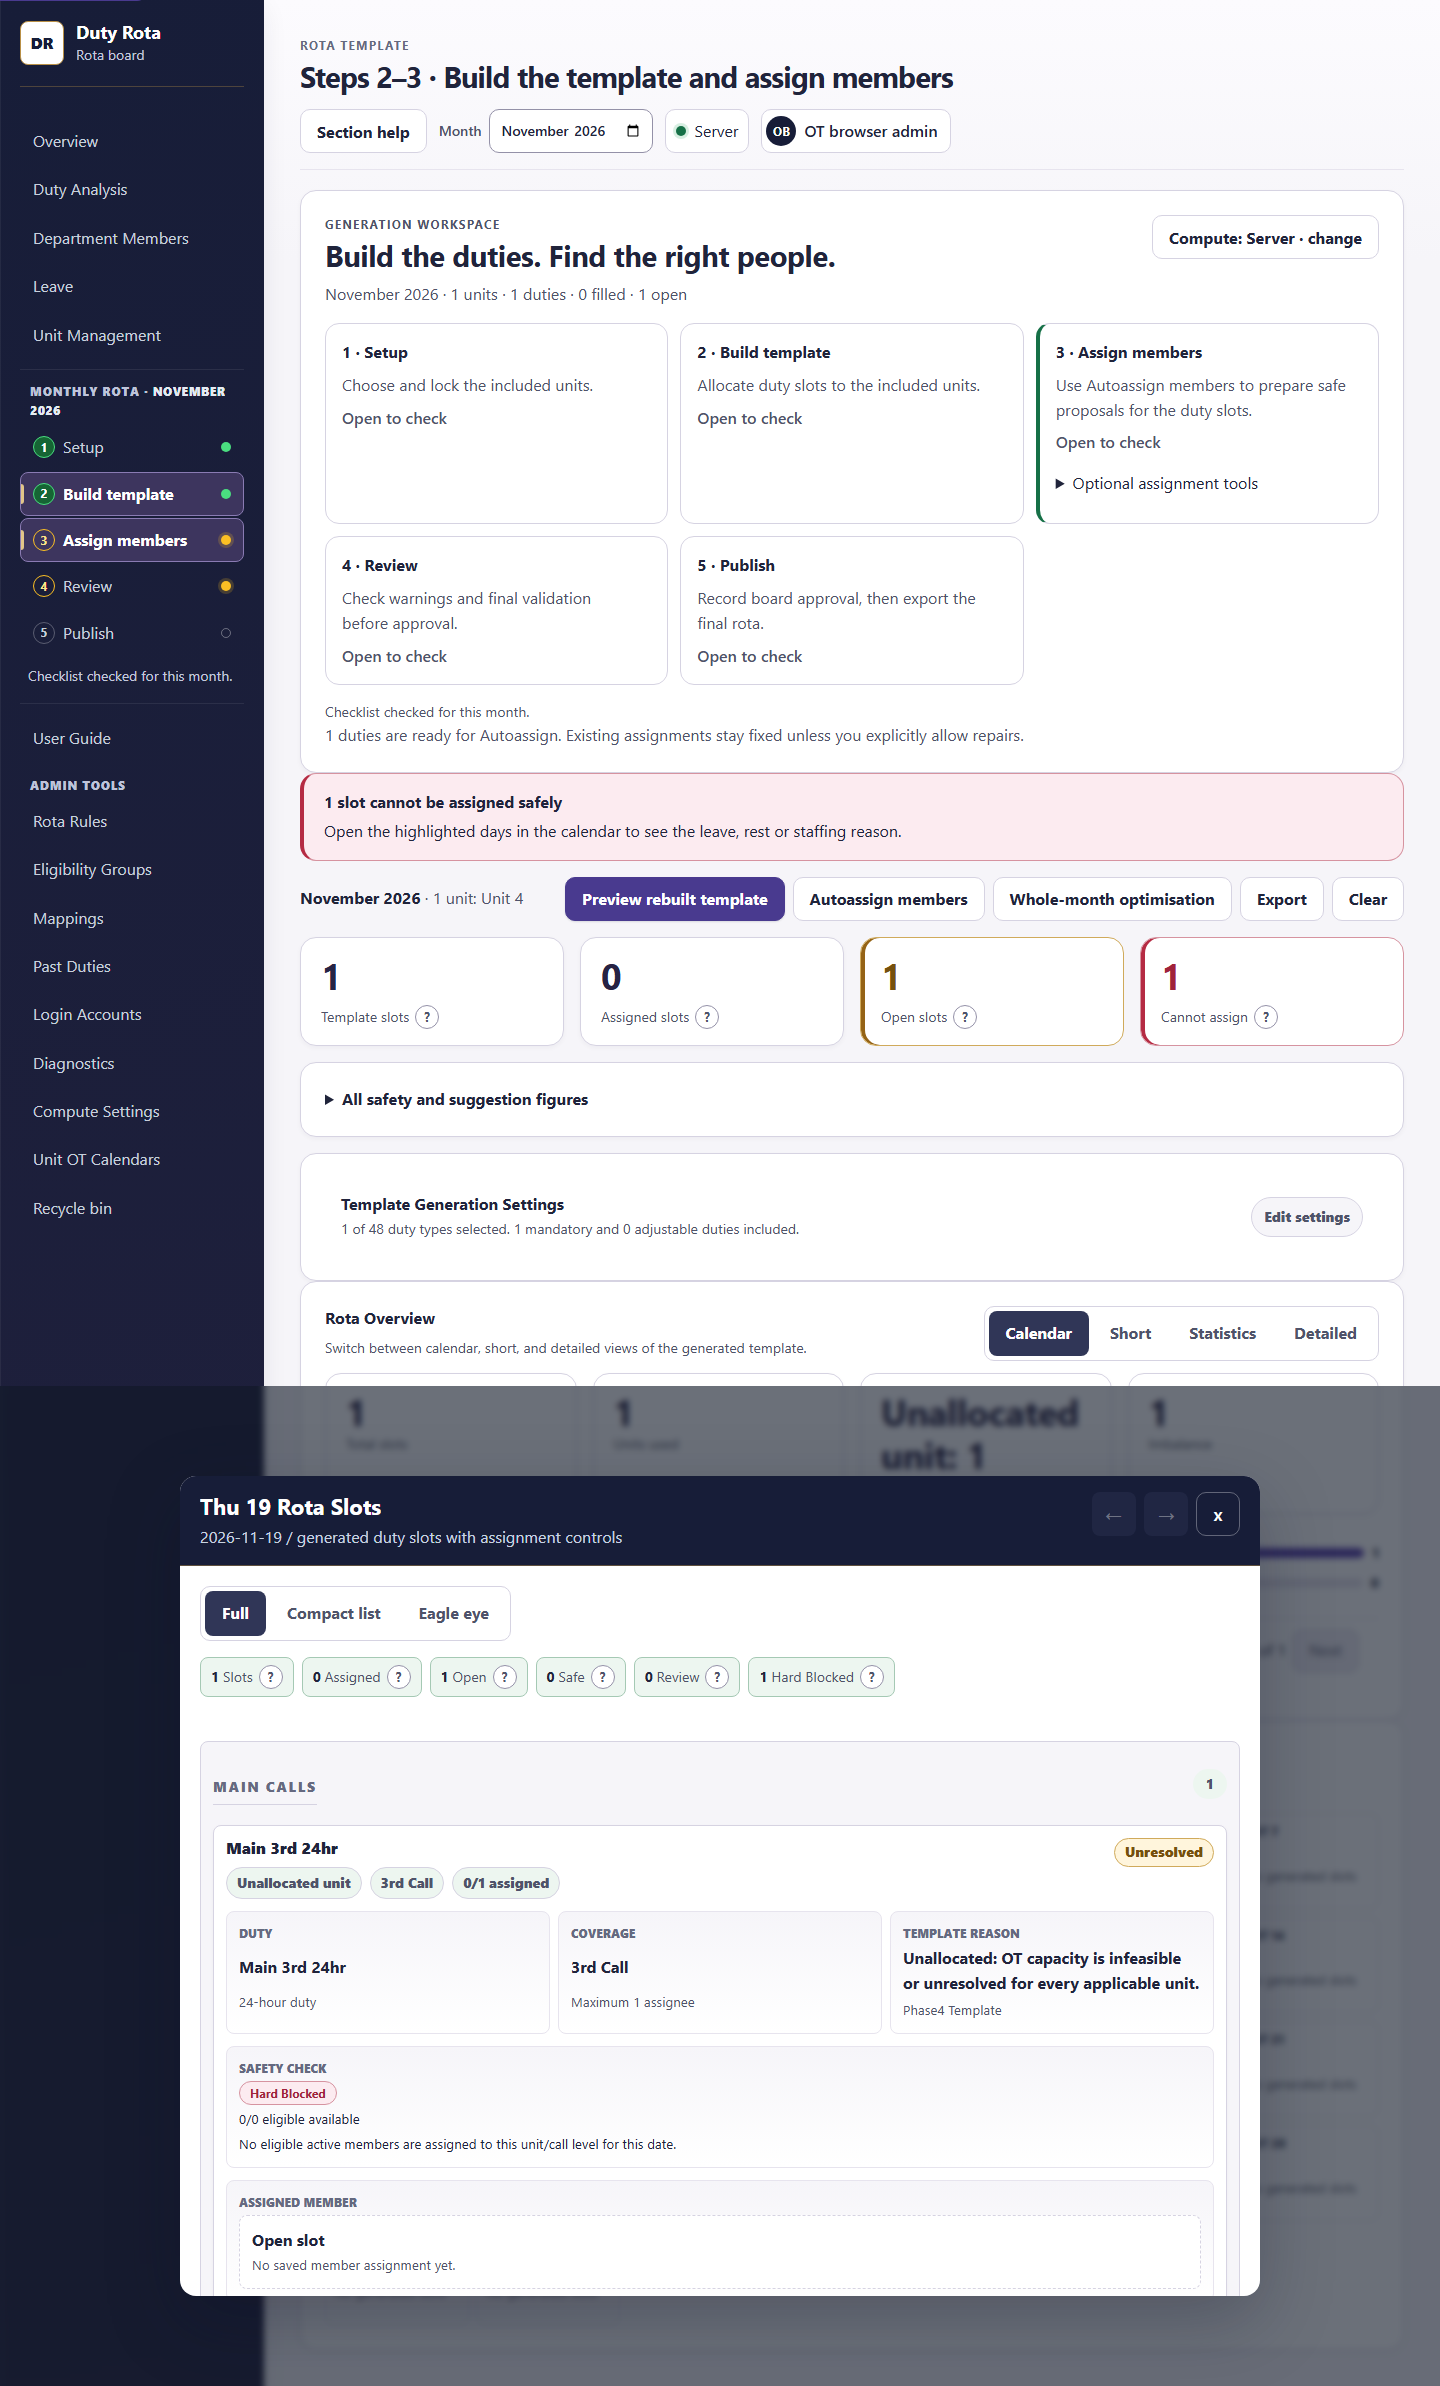 DR
Duty Rota
Rota board
Overview
Duty Analysis
Department Members
Leave
Unit Management
MONTHLY ROTA · NOVEMBER
2026
1 Setup
2 Build template
3 Assign members
4 Review
5 Publish
Checklist checked for this month.
User Guide
ADMIN TOOLS
Rota Rules
Eligibility Groups
Mappings
Past Duties
Login Accounts
Diagnostics
Compute Settings
Unit OT Calendars
Recycle bin
ROTA TEMPLATE
Steps 2–3 · Build the template and assign members
Section help
Month
November 2026
Server
OB OT browser admin
GENERATION WORKSPACE
Build the duties. Find the right people.
November 2026 · 1 units · 1 duties · 0 filled · 1 open
Compute: Server · change
1 · Setup
Choose and lock the included units.
Open to check
2 · Build template
Allocate duty slots to the included units.
Open to check
3 · Assign members
Use Autoassign members to prepare safe
proposals for the duty slots.
Open to check
Optional assignment tools
4 · Review
Check warnings and final validation
before approval.
Open to check
5 · Publish
Record board approval, then export the
final rota.
Open to check
Checklist checked for this month.
1 duties are ready for Autoassign. Existing assignments stay fixed unless you explicitly allow repairs.
1 slot cannot be assigned safely
Open the highlighted days in the calendar to see the leave, rest or staffing reason.
November 2026 · 1 unit: Unit 4
Preview rebuilt template
Autoassign members
Whole-month optimisation
Export
Clear
1
Template slots ?
0
Assigned slots ?
1
Open slots ?
1
Cannot assign ?
All safety and suggestion figures
Template Generation Settings
1 of 48 duty types selected. 1 mandatory and 0 adjustable duties included.
Edit settings
Rota Overview
Switch between calendar, short, and detailed views of the generated template.
Calendar
Short
Statistics
Detailed
1
Total slots
1
Units used
Unallocated
unit: 1
1
Imbalance
Thu 19 Rota Slots
2026-11-19 / generated duty slots with assignment controls
← → x
Full
Compact list
Eagle eye
1 Slots ?
0 Assigned ?
1 Open ?
0 Safe ?
0 Review ?
1 Hard Blocked ?
MAIN CALLS
1
Main 3rd 24hr
Unresolved
Unallocated unit
3rd Call
0/1 assigned
DUTY
Main 3rd 24hr
24-hour duty
COVERAGE
3rd Call
Maximum 1 assignee
TEMPLATE REASON
Unallocated: OT capacity is infeasible
or unresolved for every applicable unit.
Phase4 Template
SAFETY CHECK
Hard Blocked
0/0 eligible available
No eligible active members are assigned to this unit/call level for this date.
ASSIGNED MEMBER
Open slot
No saved member assignment yet.